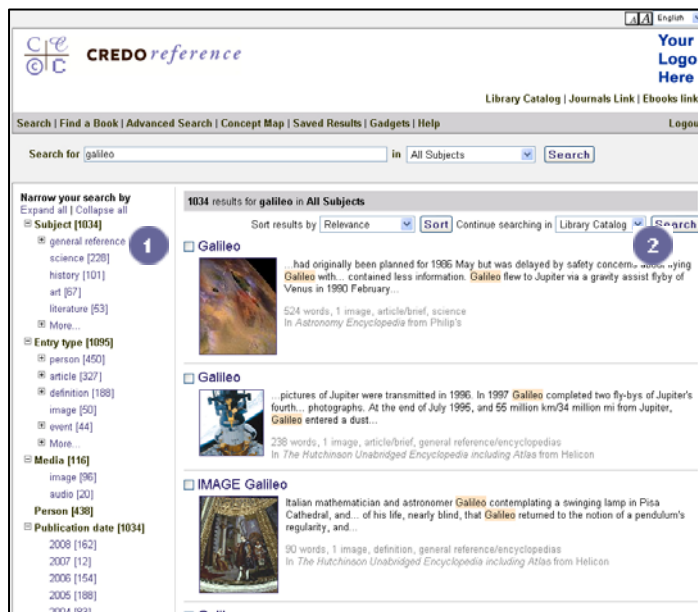 A A English
CREDO reference
Your
Logo
Here
Library Catalog | Journals Link | Ebooks link
Search | Find a Book | Advanced Search | Concept Map | Saved Results | Gadgets | Help Logou
Search for galileo in All Subjects Search
Narrow your search by
Expand all | Collapse all
Subject [1034]
general reference
science [228]
history [101]
art [67]
literature [53]
More...
Entry type [1095]
person [450]
article [327]
definition [188]
image [50]
event [44]
More...
Media [116]
image [96]
audio [20]
Person [438]
Publication date [1034]
2008 [162]
2007 [12]
2006 [154]
2005 [188]
2004 [83]
1
1034 results for galileo in All Subjects
Sort results by Relevance Sort Continue searching in Library Catalog Search
2
Galileo
...had originally been planned for 1986 May but was delayed by safety concerns flying
Galileo with... contained less information. Galileo flew to Jupiter via a gravity assist flyby of
Venus in 1990 February...
524 words, 1 image, article/brief, science
In Astronomy Encyclopedia from Philip's
Galileo
...pictures of Jupiter were transmitted in 1996. In 1997 Galileo completed two fly-bys of Jupiter's
fourth... photographs. At the end of July 1995, and 55 million km/34 million mi from Jupiter,
Galileo entered a dust...
238 words, 1 image, article/brief, general reference/encyclopedias
In The Hutchinson Unabridged Encyclopedia including Atlas from Helicon
IMAGE Galileo
Italian mathematician and astronomer Galileo contemplating a swinging lamp in Pisa
Cathedral, and... of his life, nearly blind, that Galileo returned to the notion of a pendulum's
regularity, and...
90 words, 1 image, definition, general reference/encyclopedias
In The Hutchinson Unabridged Encyclopedia including Atlas from Helicon